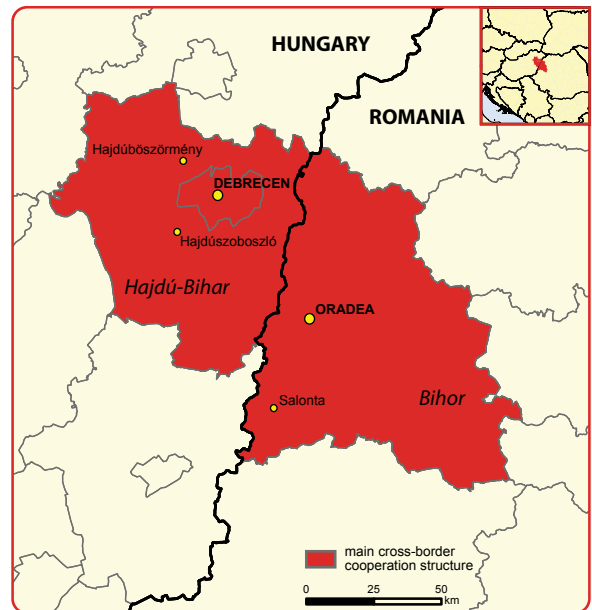 HUNGARY
ROMANIA
Hajdúböszörmény
DEBRECEN
Hajdúszoboszló
Hajdú-Bihar
ORADEA
Salonta
Bihor
main cross-border
cooperation structure
0 25 50
km